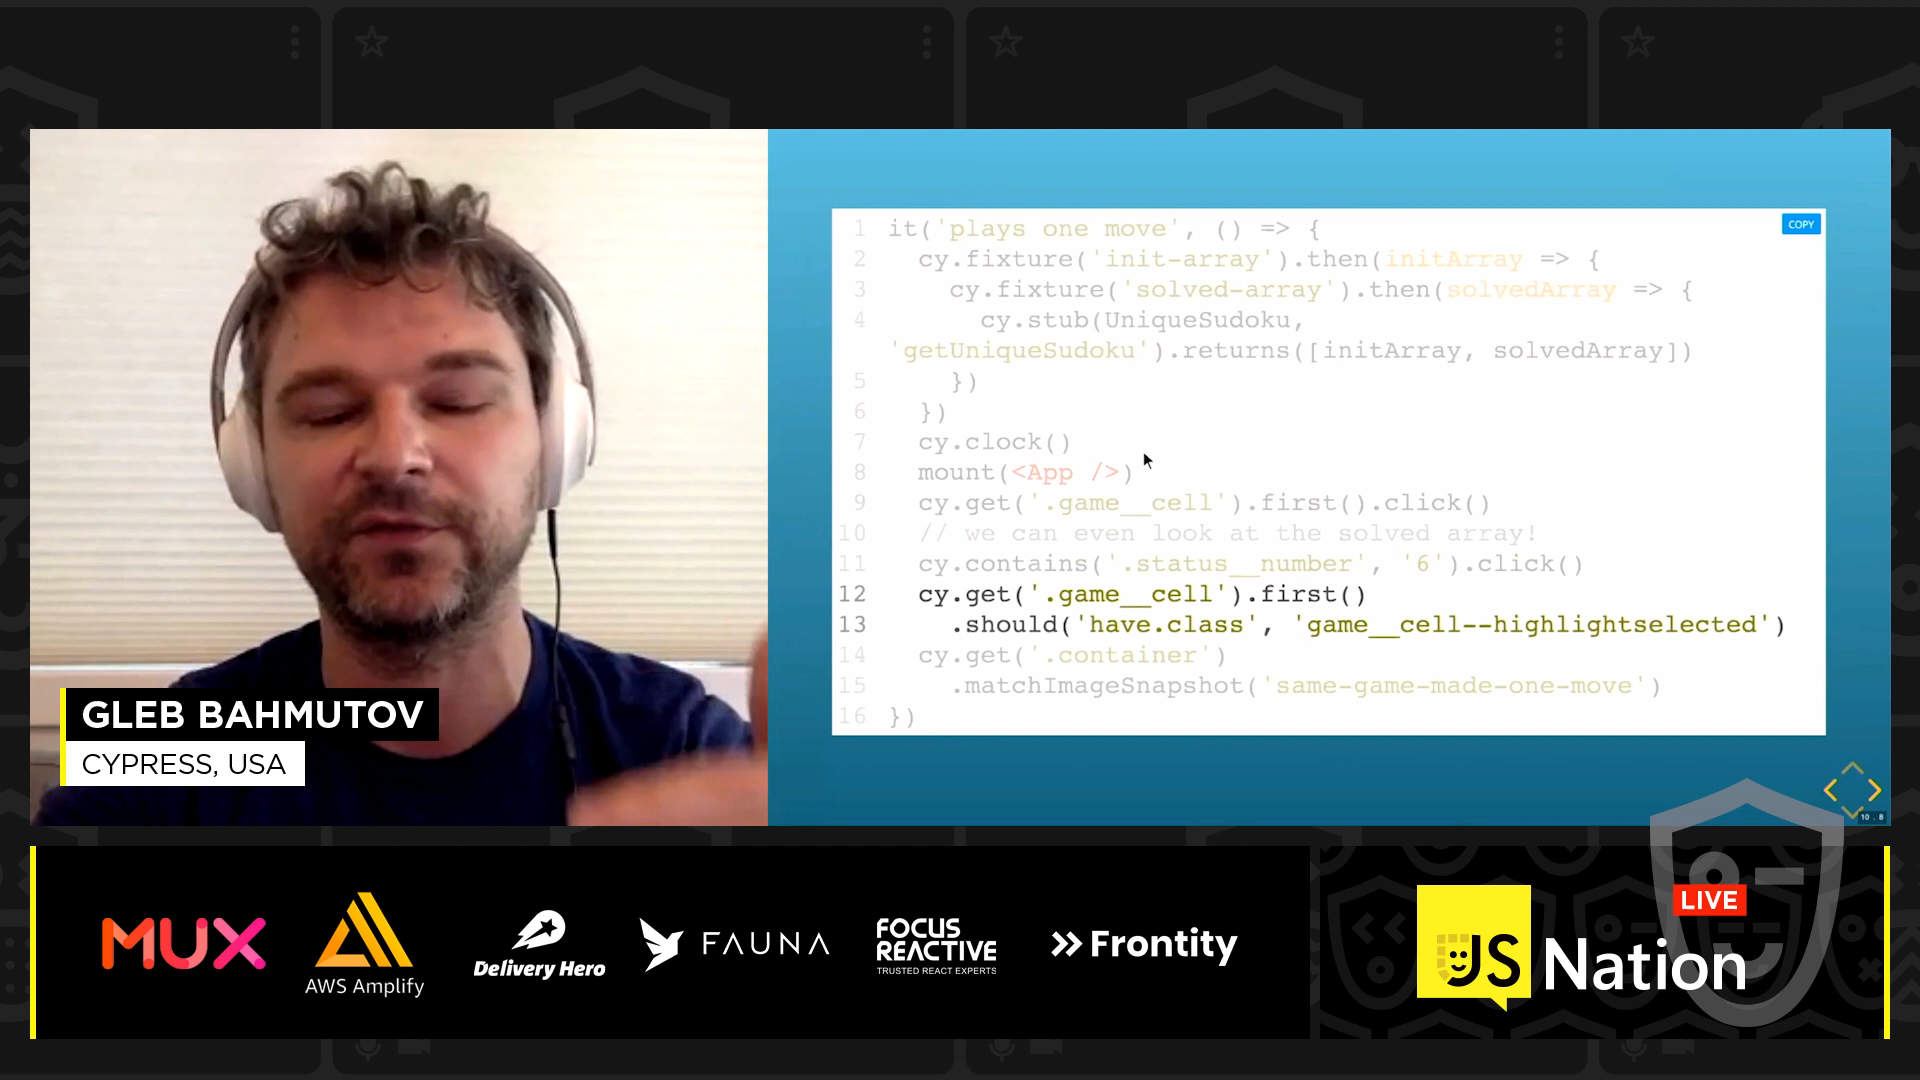 1 it('plays one move', () => {
2 cy.fixture('init-array').then(initArray => {
3 cy.fixture('solved-array').then(solvedArray => {
4 cy.stub(UniqueSudoku,
'getUniqueSudoku').returns([initArray, solvedArray])
5 })
6 })
7 cy.clock()
8 mount(<App />)
9 cy.get('.game__cell').first().click()
10 // we can even look at the solved array!
11 cy.contains('.status__number', '6').click()
12 cy.get('.game__cell').first()
13 .should('have.class', 'game__cell--highlightselected')
14 cy.get('.container')
15 .matchImageSnapshot('same-game-made-one-move')
16 })
COPY
10.8
GLEB BAHMUTOV
CYPRESS, USA
MUX
AWS Amplify
Delivery Hero
FAUNA
FOCUS
REACTIVE
TRUSTED REACT EXPERTS
Frontity
LIVE
JS Nation